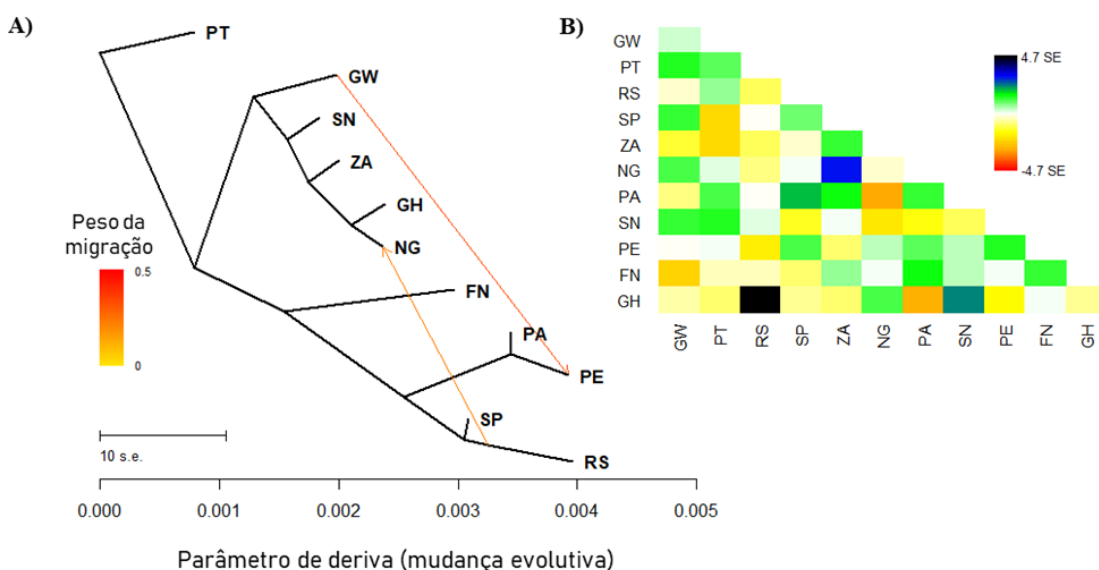 A)
PT
GW
SN
ZA
GH
NG
FN
PA
PE
SP
RS
Peso da
migração
0.5
0
10 s.e.
0.000 0.001 0.002 0.003 0.004 0.005
Parâmetro de deriva (mudança evolutiva)
B)
GW
PT
RS
SP
ZA
NG
PA
SN
PE
FN
GH
GW PT RS SP ZA NG PA SN PE FN GH
4.7 SE
-4.7 SE